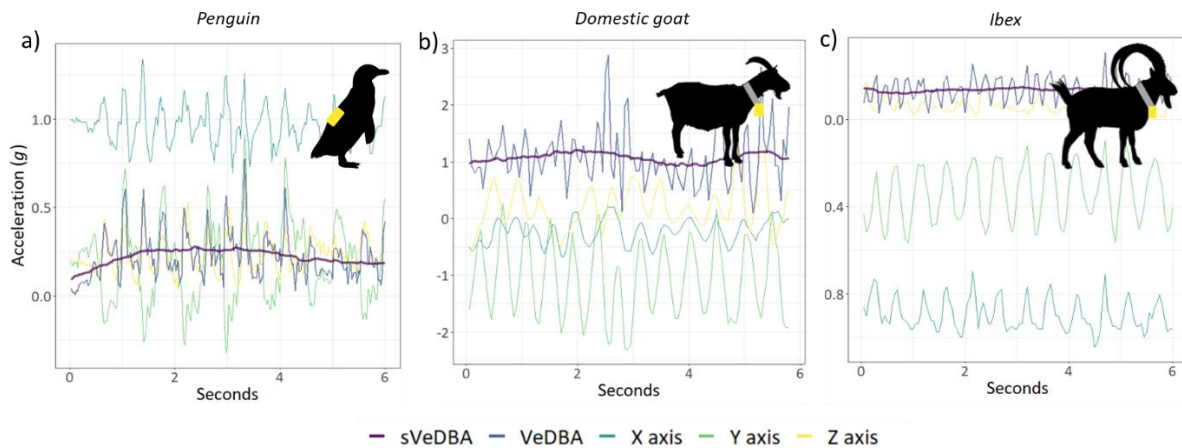 Penguin
Domestic goat
Ibex
a)
b)
c)
Acceleration (g)
1.0
0.5
0.0
0
2
4
6
Seconds
3
2
1
0
-1
-2
0
2
4
6
Seconds
0.0
0.4
0.8
0
2
4
6
Seconds
sVeDBA VeDBA X axis Y axis Z axis